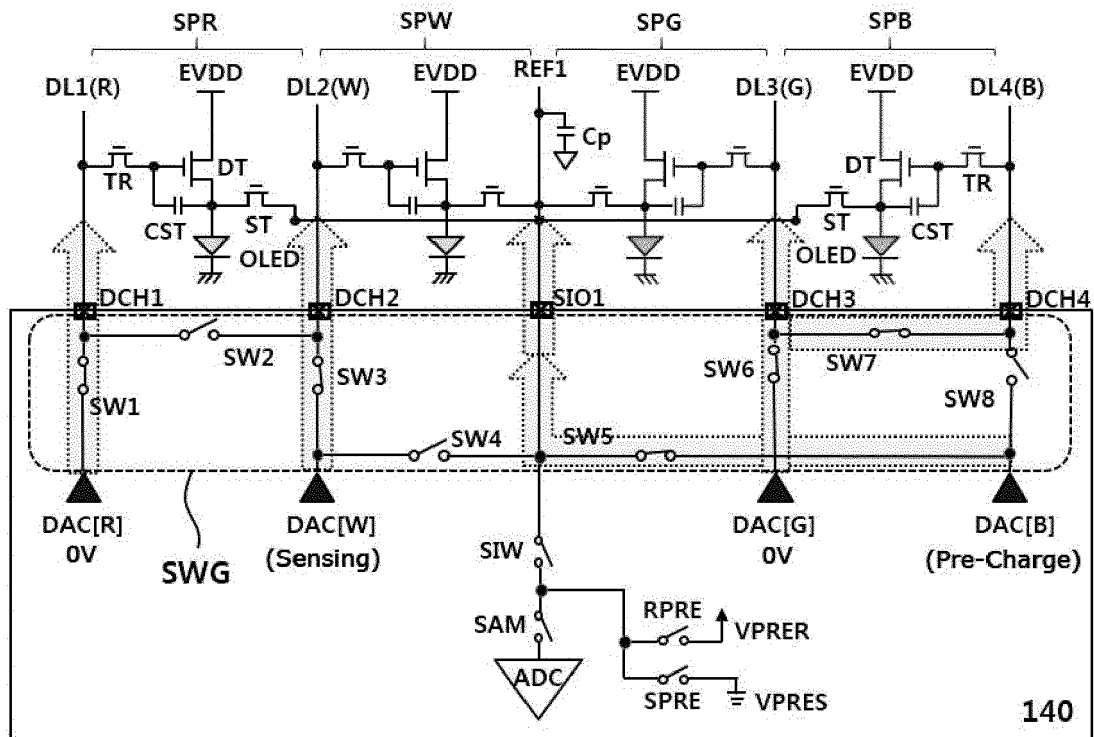 SPR SPW SPG SPB
EVDD EVDD REF1 EVDD EVDD
DL1(R) DL2(W) DL3(G) DL4(B)
Cp
TR DT DT TR
CST ST ST CST
OLED OLED
DCH1 DCH2 SIO1 DCH3 DCH4
SW2 SW7
SW1 SW3 SW6 SW8
SW4 SW5
DAC[R] DAC[W] DAC[G] DAC[B]
0V (Sensing) 0V (Pre-Charge)
SWG
SIW
SAM RPRE VPRER
ADC
SPRE VPRES
140